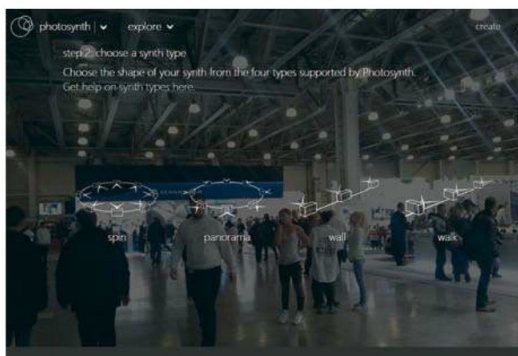 photosynth | explore create
step 2: choose a synth type
Choose the shape of your synth from the four types supported by Photosynth.
Get help on synth types here
spin panorama wall walk